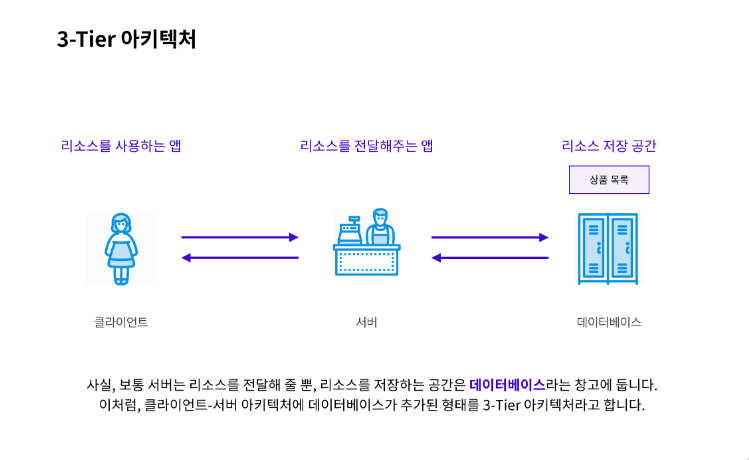 3-Tier 아키텍처
리소스를 사용하는 앱
리소스를 전달해주는 앱
리소스 저장 공간
상품 목록
클라이언트
서버
데이터베이스
사실, 보통 서버는 리소스를 전달해 줄 뿐, 리소스를 저장하는 공간은 데이터베이스라는 창고에 둡니다.
이처럼, 클라이언트-서버 아키텍처에 데이터베이스가 추가된 형태를 3-Tier 아키텍처라고 합니다.